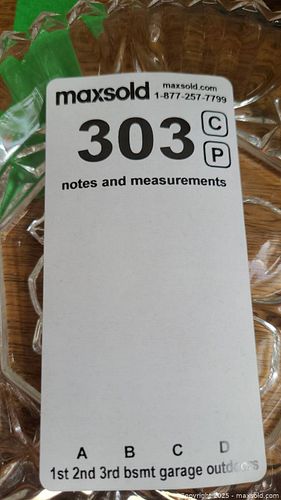 maxsold maxsold.com
1-877-257-7799
303 C
P
notes and measurements
A B C D
1st 2nd 3rd bsmt garage outdoors
Copyright 2025 - maxsold.com